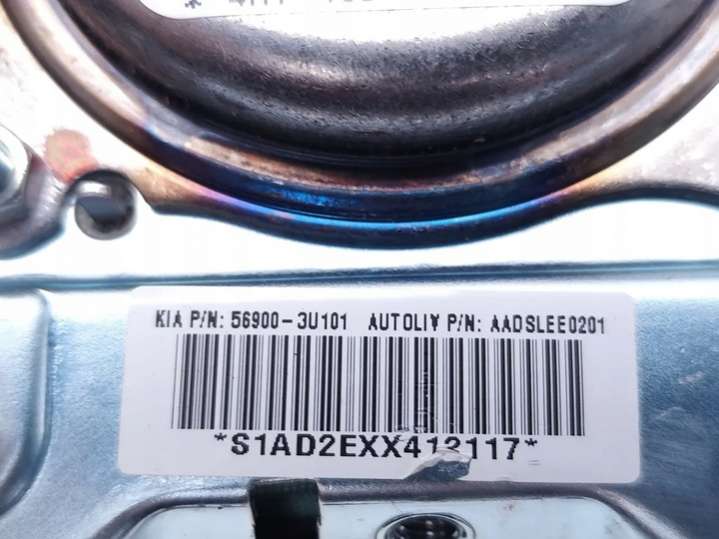 KIA P/N: 56900-3U101 AUTOLIV P/N: AADSLEE0201
*S1AD2EXX412117*